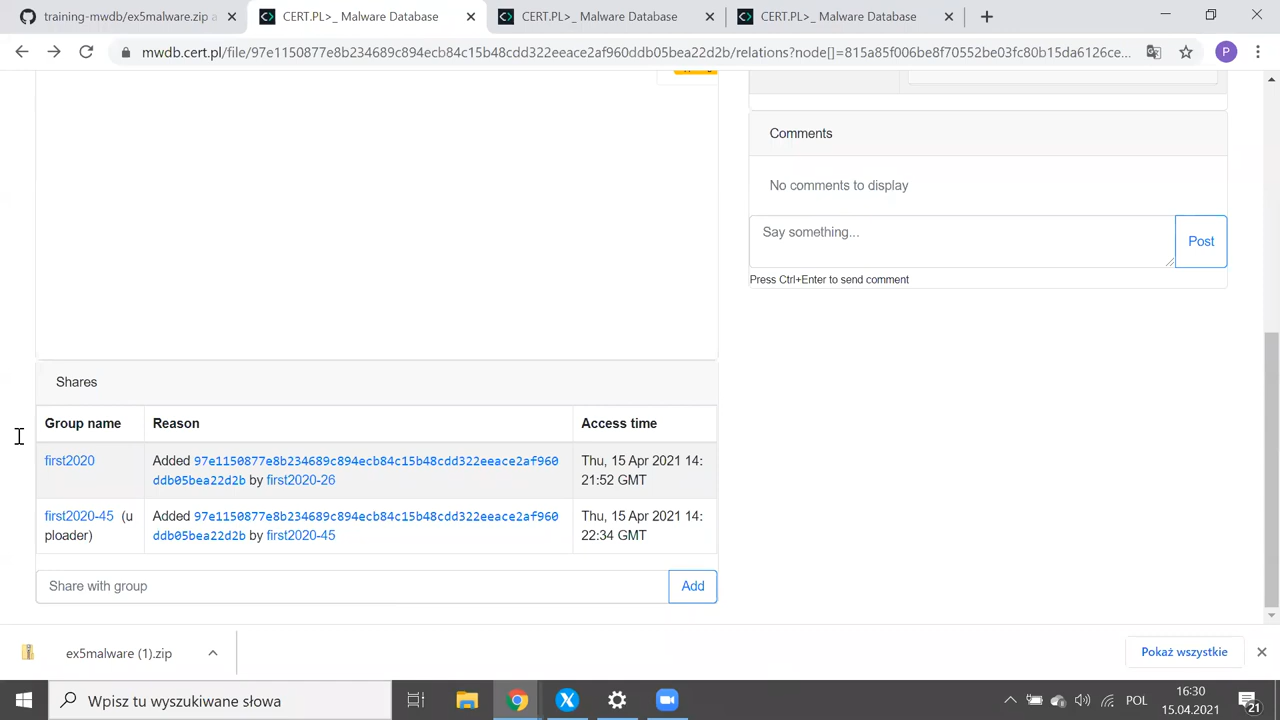 training-mwdb/ex5malware.zip a
CERT.PL>_ Malware Database
CERT.PL>_ Malware Database
CERT.PL>_ Malware Database
mwdb.cert.pl/file/97e1150877e8b234689c894ecb84c15b48cdd322eeace2af960ddb05bea22d2b/relations?node[]=815a85f006be8f70552be03fc80b15da6126ce...
P
Comments
No comments to display
Say something...
Post
Press Ctrl+Enter to send comment
Shares
Group name
Reason
Access time
first2020
Added 97e1150877e8b234689c894ecb84c15b48cdd322eeace2af960
ddb05bea22d2b by first2020-26
Thu, 15 Apr 2021 14:
21:52 GMT
first2020-45 (u
ploader)
Added 97e1150877e8b234689c894ecb84c15b48cdd322eeace2af960
ddb05bea22d2b by first2020-45
Thu, 15 Apr 2021 14:
22:34 GMT
Share with group
Add
ex5malware (1).zip
Pokaż wszystkie
Wpisz tu wyszukiwane słowa
POL
16:30
15.04.2021
21